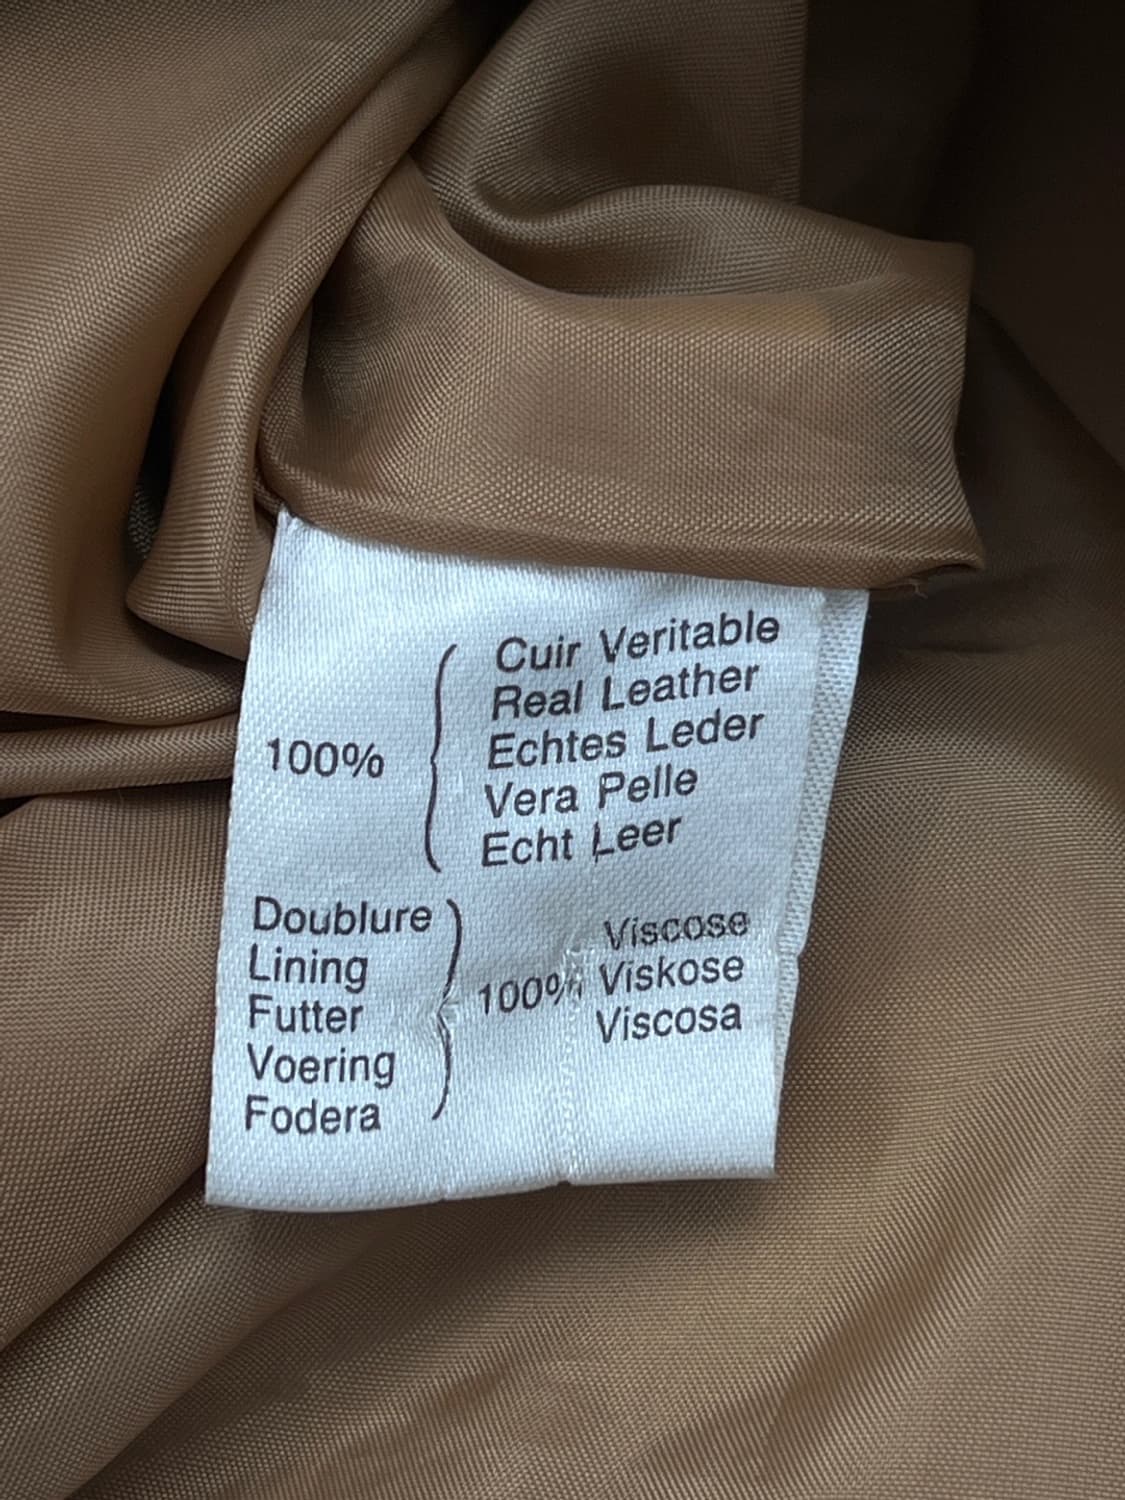 100%
Cuir Veritable
Real Leather
Echtes Leder
Vera Pelle
Echt Leer
Doublure
Lining
Futter
Voering
Fodera
100%
Viscose
Viskose
Viscosa